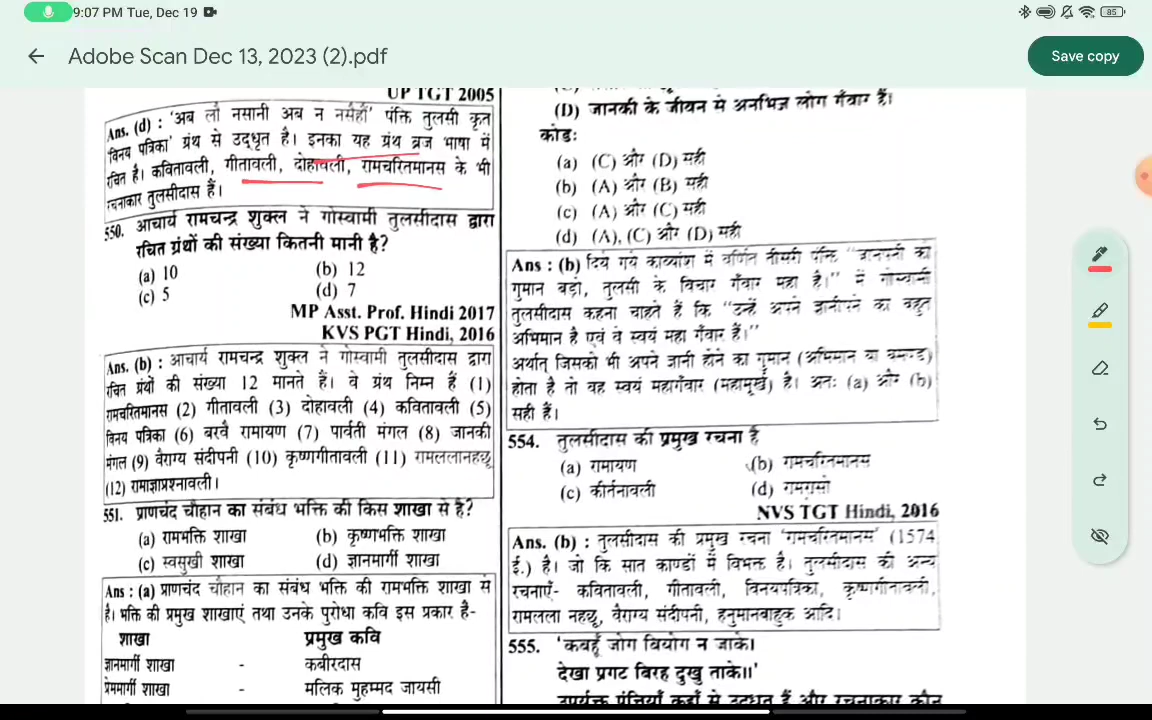 9:07 PM Tue, Dec 19
85
Adobe Scan Dec 13, 2023 (2).pdf
Save copy
UP TGT 2005
Ans. (d) : 'अब लौ नसानी अब न नसैहौं' पंक्ति तुलसी कृत
विनय पत्रिका' ग्रंथ से उद्धृत है। इनका यह ग्रंथ ब्रज भाषा में
रचित है। कवितावली, गीतावली, दोहावली, रामचरितमानस के भी
रचनाकार तुलसीदास हैं।
550. आचार्य रामचन्द्र शुक्ल ने गोस्वामी तुलसीदास द्वारा
रचित ग्रंथों की संख्या कितनी मानी है?
(a) 10 (b) 12
(c) 5 (d) 7
MP Asst. Prof. Hindi 2017
KVS PGT Hindi, 2016
Ans. (b) : आचार्य रामचन्द्र शुक्ल ने गोस्वामी तुलसीदास द्वारा
रचित ग्रंथों की संख्या 12 मानते हैं। वे ग्रंथ निम्न हैं (1)
रामचरितमानस (2) गीतावली (3) दोहावली (4) कवितावली (5)
विनय पत्रिका (6) बरवै रामायण (7) पार्वती मंगल (8) जानकी
मंगल (9) वैराग्य संदीपनी (10) कृष्णगीतावली (11) रामललानहछू
(12) रामाज्ञाप्रश्नावली।
551. प्राणचंद चौहान का संबंध भक्ति की किस शाखा से है?
(a) रामभक्ति शाखा (b) कृष्णभक्ति शाखा
(c) स्वसुखी शाखा (d) ज्ञानमार्गी शाखा
Ans : (a) प्राणचंद चौहान का संबंध भक्ति की रामभक्ति शाखा से
है। भक्ति की प्रमुख शाखाएं तथा उनके पुरोधा कवि इस प्रकार है-
शाखा प्रमुख कवि
ज्ञानमार्गी शाखा - कबीरदास
प्रेममार्गी शाखा - मलिक मुहम्मद जायसी
(D) जानकी के जीवन से अनभिज्ञ लोग गँवार हैं।
कोडः
(a) (C) और (D) सही
(b) (A) और (B) सही
(c) (A) और (C) सही
(d) (A), (C) और (D) सही
Ans : (b) दिये गये काव्यांश में वर्णित तीसरी पंक्ति "जानपनी को
गुमान बड़ो, तुलसी के विचार गँवार महा है।" में गोस्वामी
तुलसीदास कहना चाहते हैं कि "उन्हें अपने ज्ञानीपने का बहुत
अभिमान है एवं वे स्वयं महा गँवार हैं।"
अर्थात् जिसको भी अपने ज्ञानी होने का गुमान (अभिमान या घमण्ड)
होता है तो वह स्वयं महागँवार (महामूर्ख) है। अतः (a) और (b)
सही हैं।
554. तुलसीदास की प्रमुख रचना है
(a) रामायण (b) रामचरितमानस
(c) कीर्तनावली (d) रामरासो
NVS TGT Hindi, 2016
Ans. (b) : तुलसीदास की प्रमुख रचना 'रामचरितमानस' (1574
ई.) है। जो कि सात काण्डों में विभक्त है। तुलसीदास की अन्य
रचनाएँ- कवितावली, गीतावली, विनयपत्रिका, कृष्णगीतावली,
रामलला नहछू, वैराग्य संदीपनी, हनुमानबाहुक आदि।
555. 'कबहूँ जोग बियोग न जाके।
देखा प्रगट बिरह दुखु ताके॥'
उपर्युक्त पंक्तियाँ कहाँ से उद्धृत हैं और रचनाकार कौन